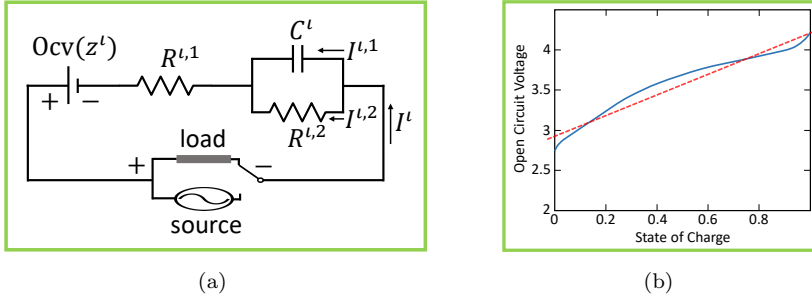 Ocv(z^ι)
R^{ι,1}
C^ι
I^{ι,1}
+
−
R^{ι,2}
I^{ι,2}
I^ι
load
+
−
source
(a)
Open Circuit Voltage
4
3.5
3
2.5
2
0
0.2
0.4
0.6
0.8
State of Charge
(b)